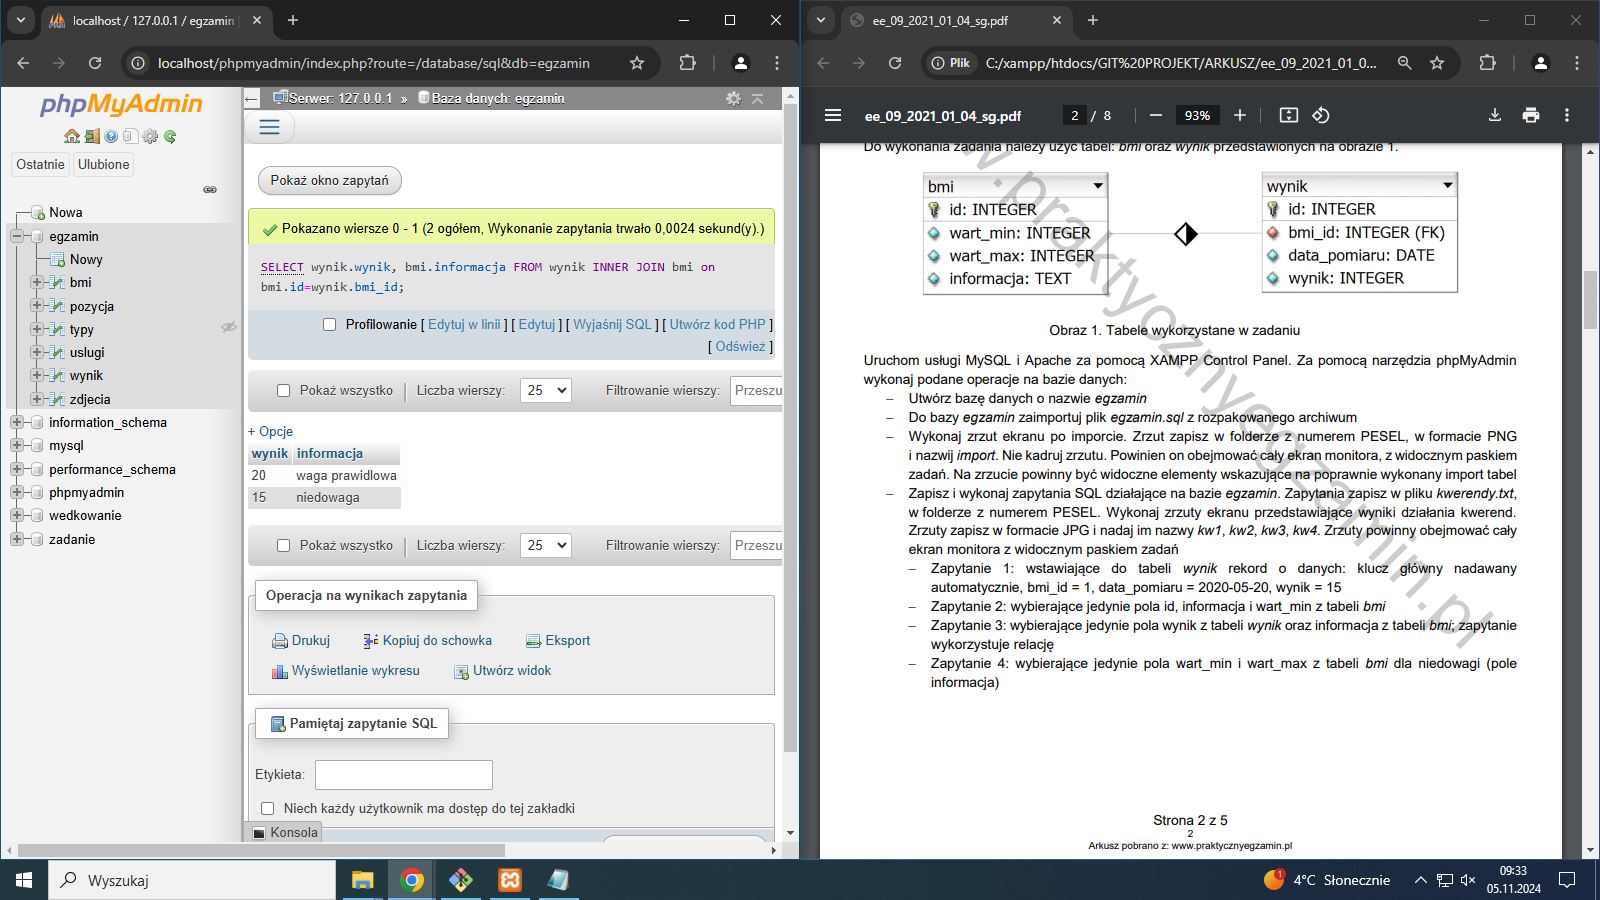 localhost / 127.0.0.1 / egzamin
localhost/phpmyadmin/index.php?route=/database/sql&db=egzamin
phpMyAdmin
Ostatnie
Ulubione
Nowa
egzamin
Nowy
bmi
pozycja
typy
uslugi
wynik
zdjecia
information_schema
mysql
performance_schema
phpmyadmin
wedkowanie
zadanie
Serwer: 127.0.0.1 » Baza danych: egzamin
Pokaż okno zapytań
Pokazano wiersze 0 - 1 (2 ogółem, Wykonanie zapytania trwało 0,0024 sekund(y).)
SELECT wynik.wynik, bmi.informacja FROM wynik INNER JOIN bmi on
bmi.id=wynik.bmi_id;
Profilowanie [ Edytuj w linii ] [ Edytuj ] [ Wyjaśnij SQL ] [ Utwórz kod PHP ]
[ Odśwież ]
Pokaż wszystko
Liczba wierszy:
25
Filtrowanie wierszy:
Przeszu
+ Opcje
wynik informacja
20 waga prawidlowa
15 niedowaga
Pokaż wszystko
Liczba wierszy:
25
Filtrowanie wierszy:
Przeszu
Operacja na wynikach zapytania
Drukuj
Kopiuj do schowka
Eksport
Wyświetlanie wykresu
Utwórz widok
Pamiętaj zapytanie SQL
Etykieta:
Niech każdy użytkownik ma dostęp do tej zakładki
Konsola
ee_09_2021_01_04_sg.pdf
Plik
C:/xampp/htdocs/GIT%20PROJEKT/ARKUSZ/ee_09_2021_01_0...
ee_09_2021_01_04_sg.pdf
2 / 8
93%
Do wykonania zadania należy użyć tabel: bmi oraz wynik przedstawionych na obrazie 1.
bmi
id: INTEGER
wart_min: INTEGER
wart_max: INTEGER
informacja: TEXT
wynik
id: INTEGER
bmi_id: INTEGER (FK)
data_pomiaru: DATE
wynik: INTEGER
Obraz 1. Tabele wykorzystane w zadaniu
Uruchom usługi MySQL i Apache za pomocą XAMPP Control Panel. Za pomocą narzędzia phpMyAdmin
wykonaj podane operacje na bazie danych:
– Utwórz bazę danych o nazwie egzamin
– Do bazy egzamin zaimportuj plik egzamin.sql z rozpakowanego archiwum
– Wykonaj zrzut ekranu po imporcie. Zrzut zapisz w folderze z numerem PESEL, w formacie PNG
i nazwij import. Nie kadruj zrzutu. Powinien on obejmować cały ekran monitora, z widocznym paskiem
zadań. Na zrzucie powinny być widoczne elementy wskazujące na poprawnie wykonany import tabel
– Zapisz i wykonaj zapytania SQL działające na bazie egzamin. Zapytania zapisz w pliku kwerendy.txt,
w folderze z numerem PESEL. Wykonaj zrzuty ekranu przedstawiające wyniki działania kwerend.
Zrzuty zapisz w formacie JPG i nadaj im nazwy kw1, kw2, kw3, kw4. Zrzuty powinny obejmować cały
ekran monitora z widocznym paskiem zadań
– Zapytanie 1: wstawiające do tabeli wynik rekord o danych: klucz główny nadawany
automatycznie, bmi_id = 1, data_pomiaru = 2020-05-20, wynik = 15
– Zapytanie 2: wybierające jedynie pola id, informacja i wart_min z tabeli bmi
– Zapytanie 3: wybierające jedynie pola wynik z tabeli wynik oraz informacja z tabeli bmi; zapytanie
wykorzystuje relację
– Zapytanie 4: wybierające jedynie pola wart_min i wart_max z tabeli bmi dla niedowagi (pole
informacja)
w.praktycznyegzamin.pl
Strona 2 z 5
2
Arkusz pobrano z: www.praktycznyegzamin.pl
Wyszukaj
1
4°C Słonecznie
09:33
05.11.2024